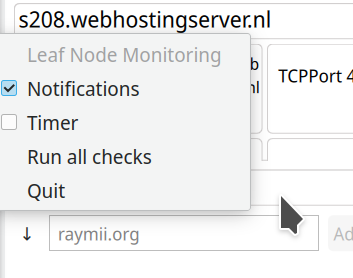 s208.webhostingserver.nl
Leaf Node Monitoring
Notifications
TCPPort 4
Timer
Run all checks
Quit
↓ raymii.org